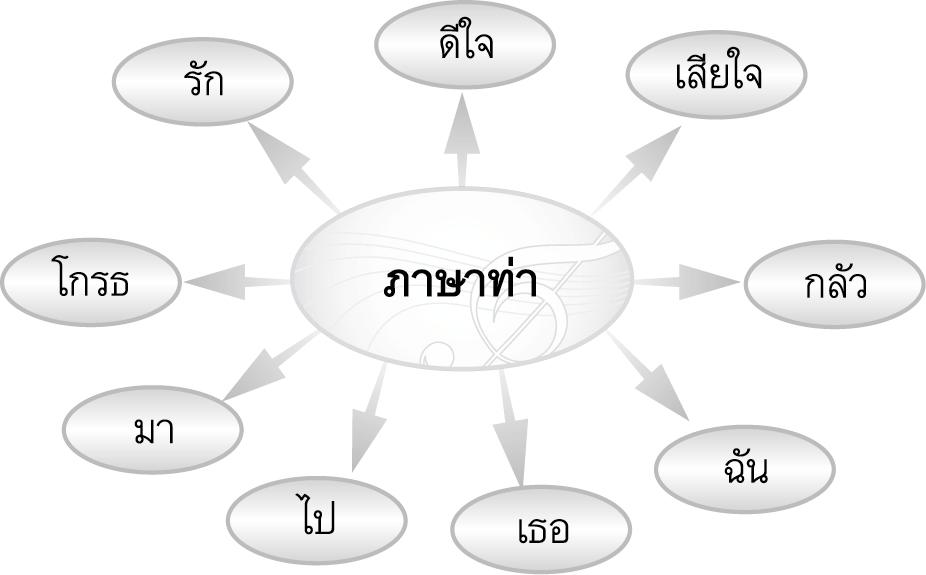 ดีใจ
รัก
เสียใจ
โกรธ
ภาษาท่า
กลัว
มา
ฉัน
ไป
เธอ